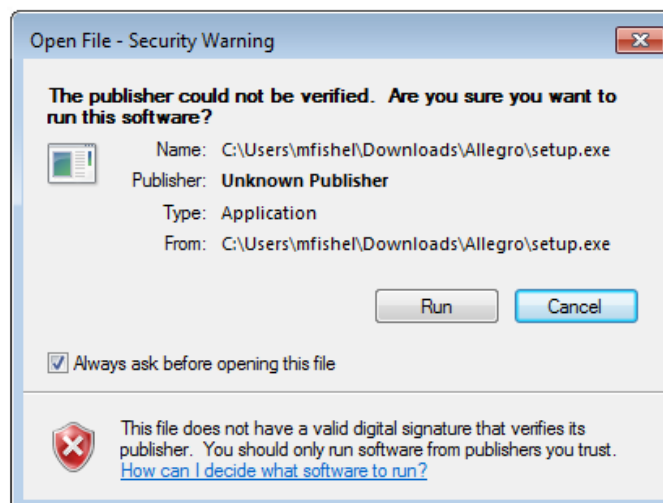 Open File - Security Warning
The publisher could not be verified.  Are you sure you want to
run this software?
Name: C:\Users\mfishel\Downloads\Allegro\setup.exe
Publisher: Unknown Publisher
Type: Application
From: C:\Users\mfishel\Downloads\Allegro\setup.exe
Run Cancel
Always ask before opening this file
This file does not have a valid digital signature that verifies its
publisher.  You should only run software from publishers you trust.
How can I decide what software to run?